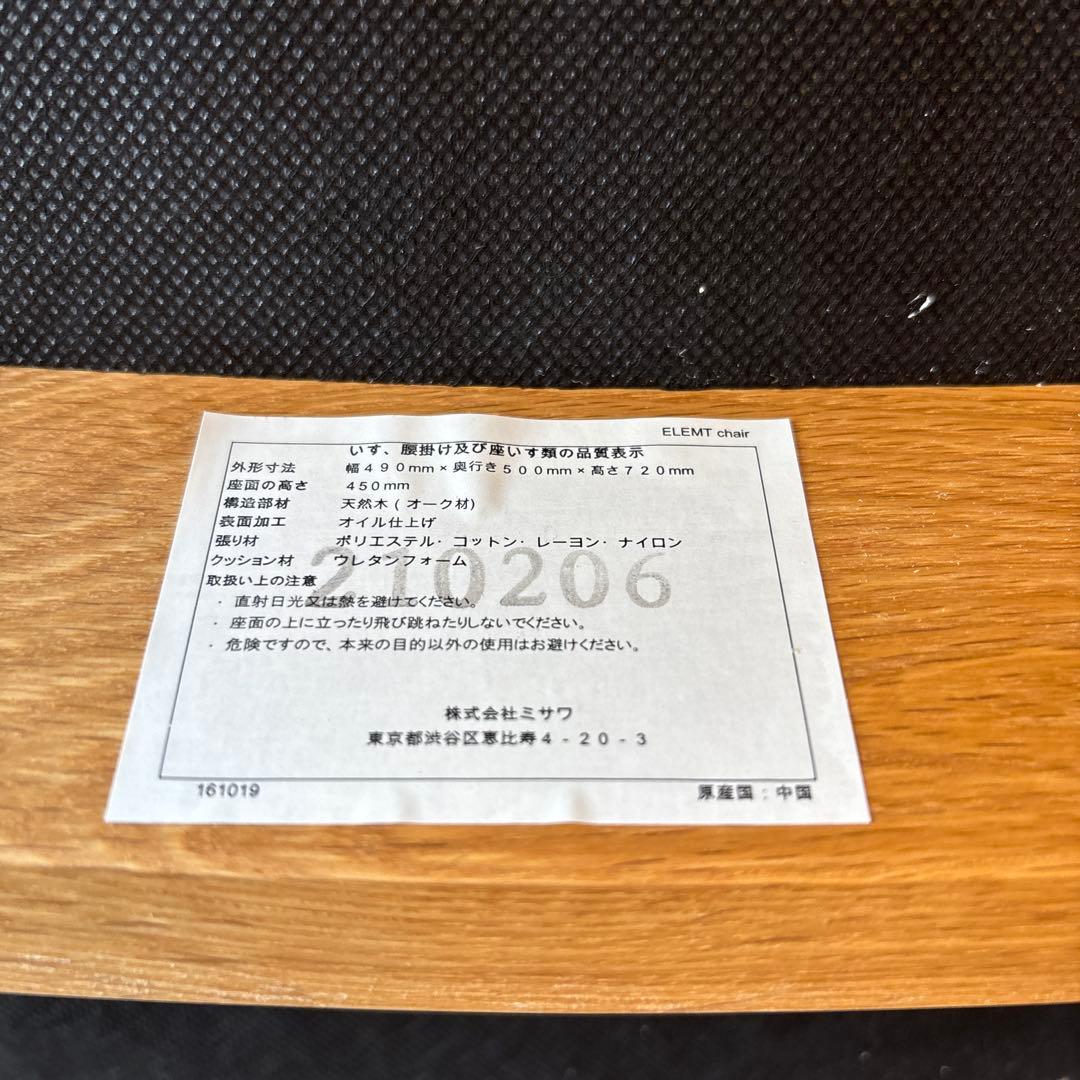 ELEMT chair
いす、腰掛け及び座いす類の品質表示
外形寸法 幅490mm×奥行き500mm×高さ720mm
座面の高さ 450mm
構造部材 天然木(オーク材)
表面加工 オイル仕上げ
張り材 ポリエステル・コットン・レーヨン・ナイロン
クッション材 ウレタンフォーム
取扱い上の注意
210206
・ 直射日光又は熱を避けてください。
・ 座面の上に立ったり飛び跳ねたりしないでください。
・ 危険ですので、本来の目的以外の使用はお避けください。
株式会社ミサワ
東京都渋谷区恵比寿4-20-3
161019 原産国:中国